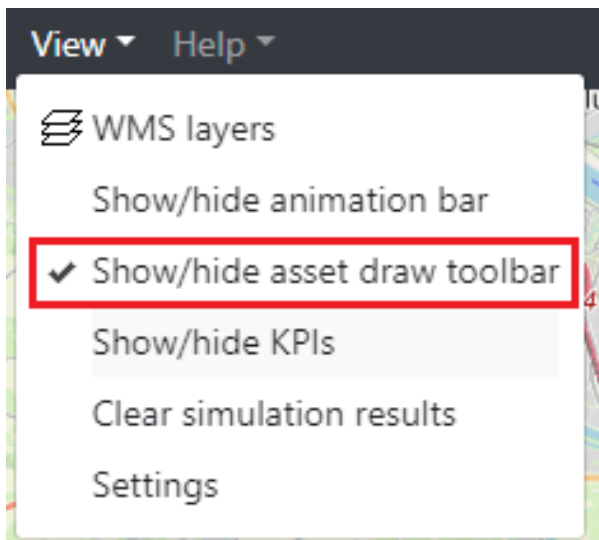 View Help
WMS layers
Show/hide animation bar
Show/hide asset draw toolbar
Show/hide KPIs
Clear simulation results
Settings